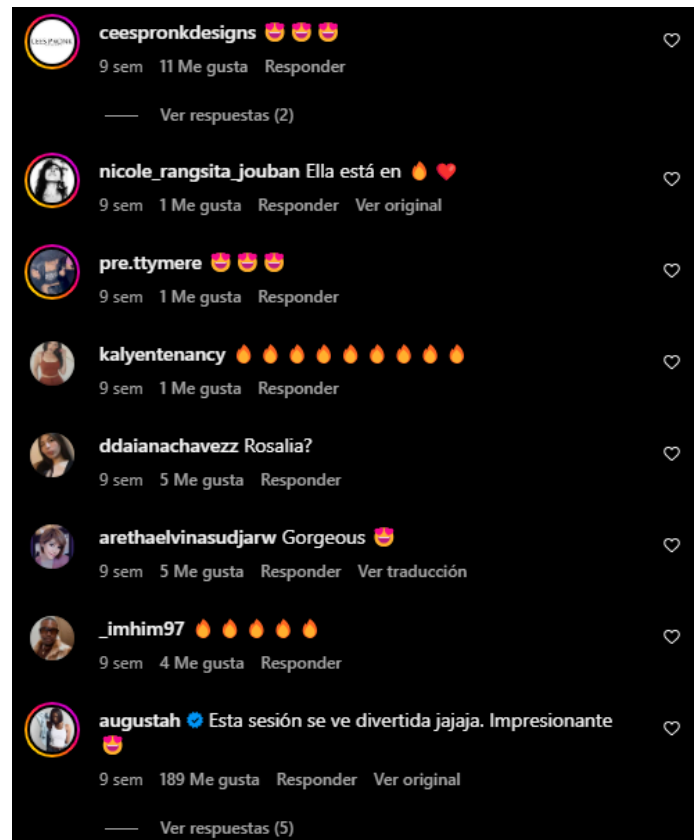 ceespronkdesigns 🤩🤩🤩
9 sem 11 Me gusta Responder
Ver respuestas (2)
nicole_rangsita_jouban Ella está en 🔥❤️
9 sem 1 Me gusta Responder Ver original
pre.ttymere 🤩🤩🤩
9 sem 1 Me gusta Responder
kalyentenancy 🔥🔥🔥🔥🔥🔥🔥🔥🔥
9 sem 1 Me gusta Responder
ddaianachavezz Rosalia?
9 sem 5 Me gusta Responder
arethaelvinasudjarw Gorgeous 🤩
9 sem 5 Me gusta Responder Ver traducción
_imhim97 🔥🔥🔥🔥🔥
9 sem 4 Me gusta Responder
augustah Esta sesión se ve divertida jajaja. Impresionante
🤩
9 sem 189 Me gusta Responder Ver original
Ver respuestas (5)